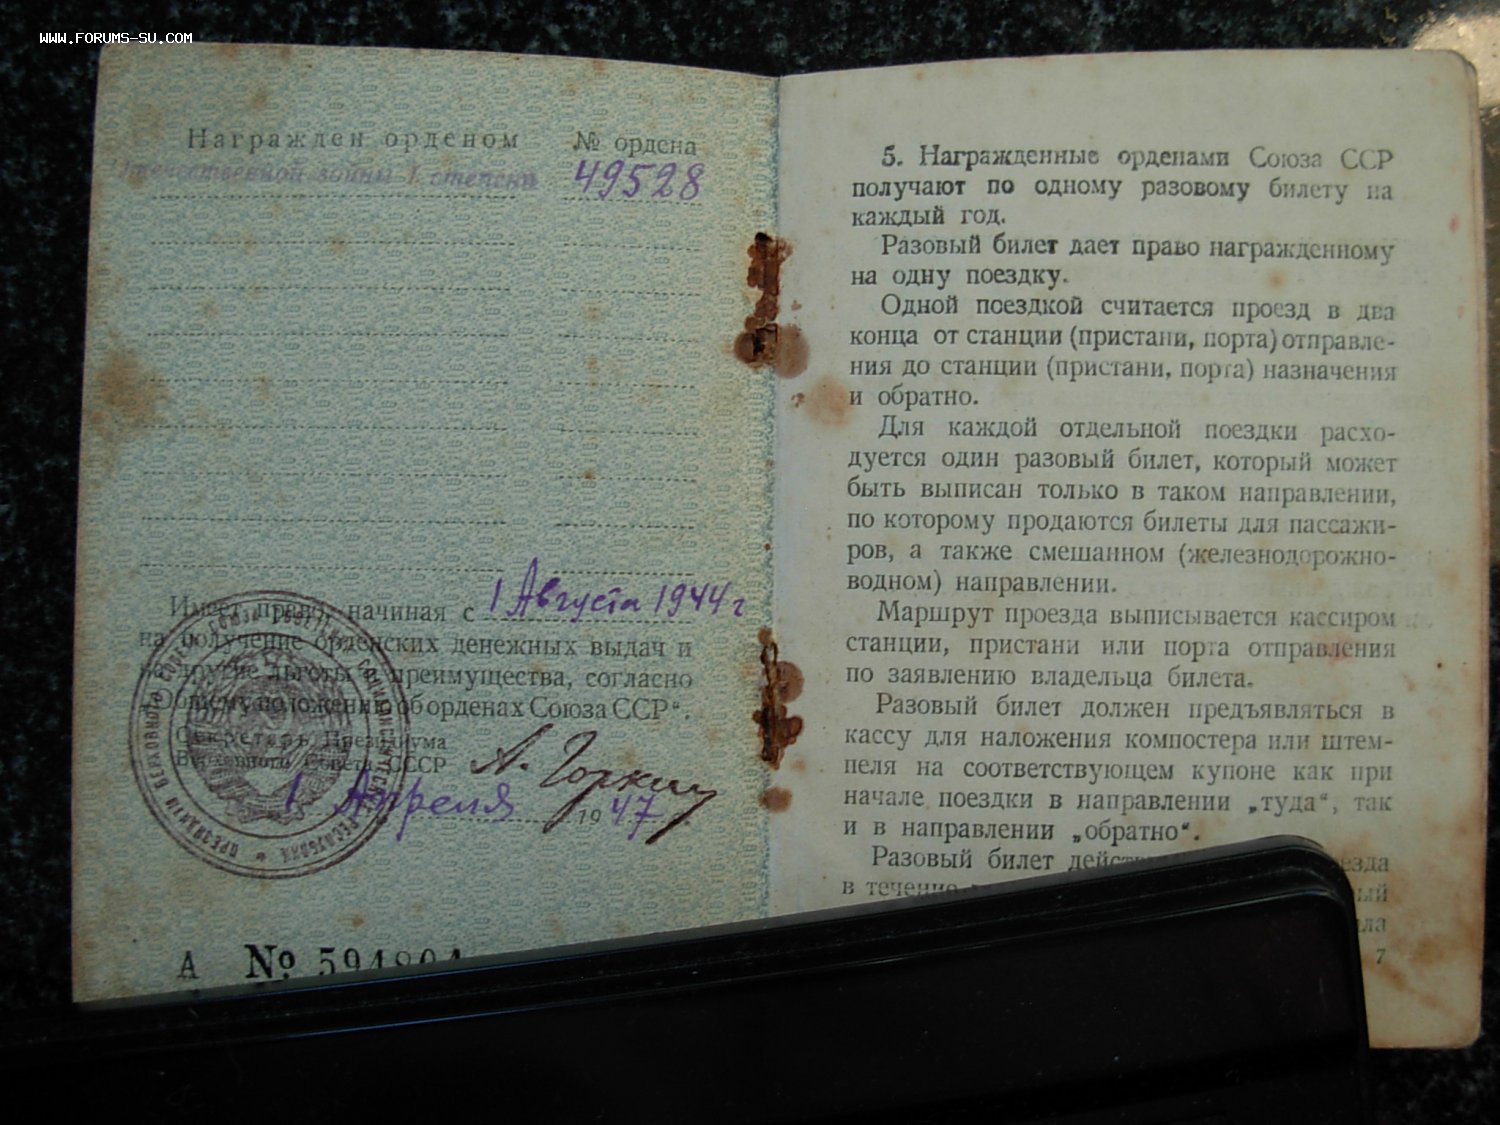 WWW.FORUMS-SU.COM
Награжден орденом № ордена
Отечественной войны I степени 49528
Имеет право, начиная с 1 Августа 1944 г
на получение орденских денежных выдач и
на другие льготы и преимущества, согласно
„Общему положению об орденах Союза ССР“.
Секретарь Президиума
Верховного Совета СССР А. Горкин
1 Апреля 1947
А № 594804
5. Награжденные орденами Союза ССР
получают по одному разовому билету на
каждый год.
Разовый билет дает право награжденному
на одну поездку.
Одной поездкой считается проезд в два
конца от станции (пристани, порта) отправле-
ния до станции (пристани, порта) назначения
и обратно.
Для каждой отдельной поездки расхо-
дуется один разовый билет, который может
быть выписан только в таком направлении,
по которому продаются билеты для пассажи-
ров, а также смешанном (железнодорожно-
водном) направлении.
Маршрут проезда выписывается кассиром
станции, пристани или порта отправления
по заявлению владельца билета.
Разовый билет должен предъявляться в
кассу для наложения компостера или штем-
пеля на соответствующем купоне как при
начале поездки в направлении „туда“, так
и в направлении „обратно“.
Разовый билет
в течение
7